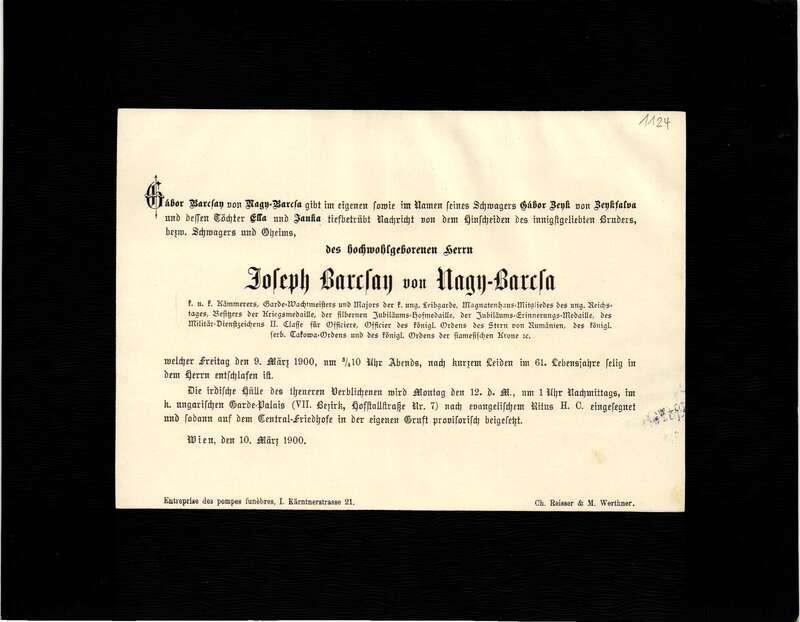 1124
Gábor Barcsay von Nagy-Barcsa gibt im eigenen sowie im Namen seines Schwagers Gábor Zeyk von Zeykfalva
und dessen Töchter Ella und Janka tiefbetrübt Nachricht von dem Hinscheiden des innigstgeliebten Bruders,
bezw. Schwagers und Oheims,
des hochwohlgeborenen Herrn
Joseph Barcsay von Nagy-Barcsa
k. u. k. Kämmerers, Garde-Wachtmeisters und Majors der k. ung. Leibgarde, Magnatenhaus-Mitgliedes des ung. Reichs-
tages, Besitzers der Kriegsmedaille, der silbernen Jubiläums-Hofmedaille, der Jubiläums-Erinnerungs-Medaille, des
Militär-Dienstzeichens II. Classe für Officiere, Officier des königl. Ordens des Stern von Rumänien, des königl.
serb. Takowa-Ordens und des königl. Ordens der siamesischen Krone ꝛc.
welcher Freitag den 9. März 1900, um ³/₄10 Uhr Abends, nach kurzem Leiden im 61. Lebensjahre selig in
dem Herrn entschlafen ist.
Die irdische Hülle des theueren Verblichenen wird Montag den 12. d. M., um 1 Uhr Nachmittags, im
k. ungarischen Garde-Palais (VII. Bezirk, Hofstallstraße Nr. 7) nach evangelischem Ritus H. C. eingesegnet
und sodann auf dem Central-Friedhofe in der eigenen Gruft provisorisch beigesetzt.
Wien, den 10. März 1900.
Entreprise des pompes funèbres, I. Kärntnerstrasse 21.
Ch. Reisser & M. Werthner.